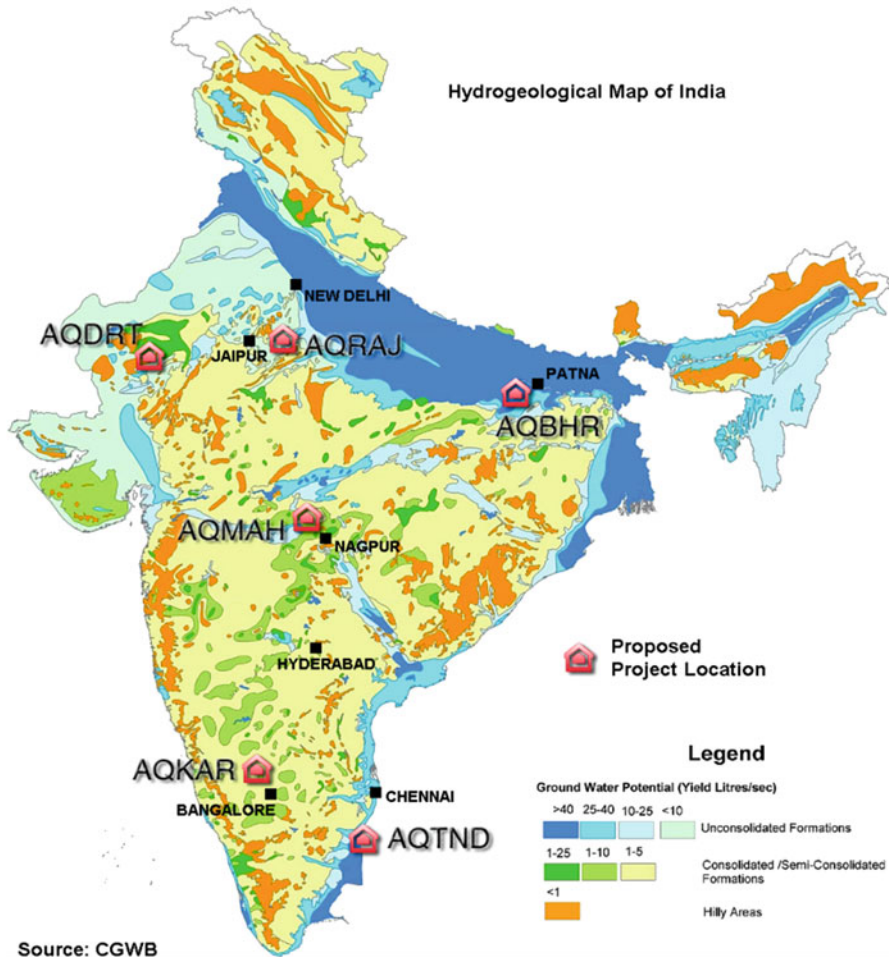 Hydrogeological Map of India
NEW DELHI
AQDRT
JAIPUR
AQRAJ
PATNA
AQBHR
AQMAH
NAGPUR
HYDERABAD
Proposed
Project Location
AQKAR
BANGALORE
CHENNAI
AQTND
Legend
Ground Water Potential (Yield Litres/sec)
>40 25-40 10-25 <10
Unconsolidated Formations
1-25 1-10 1-5
Consolidated /Semi-Consolidated
Formations
<1
Hilly Areas
Source: CGWB